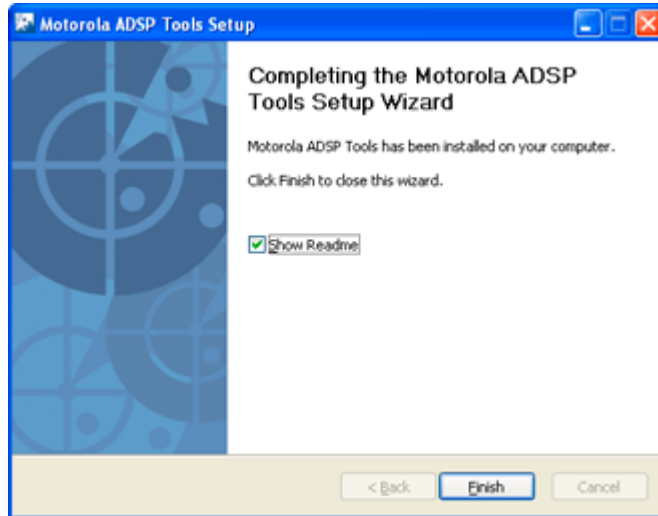 Motorola ADSP Tools Setup
Completing the Motorola ADSP
Tools Setup Wizard
Motorola ADSP Tools has been installed on your computer.
Click Finish to close this wizard.
Show Readme
< Back
Finish
Cancel